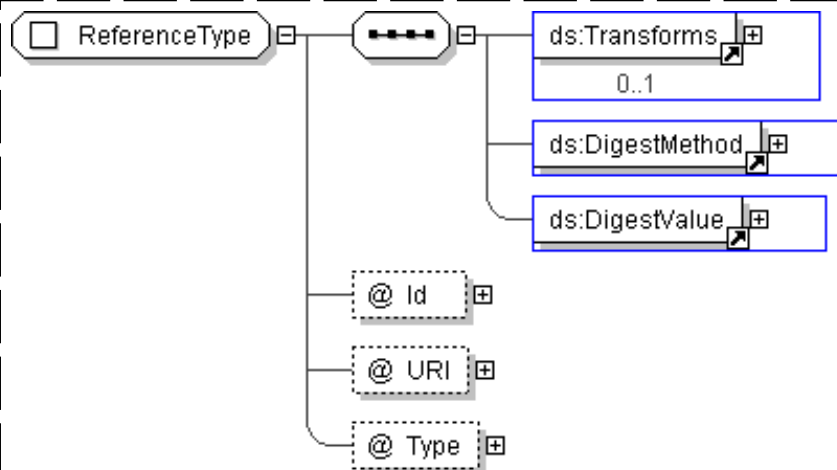 ReferenceType
ds:Transforms
0..1
ds:DigestMethod
ds:DigestValue
@ Id
@ URI
@ Type